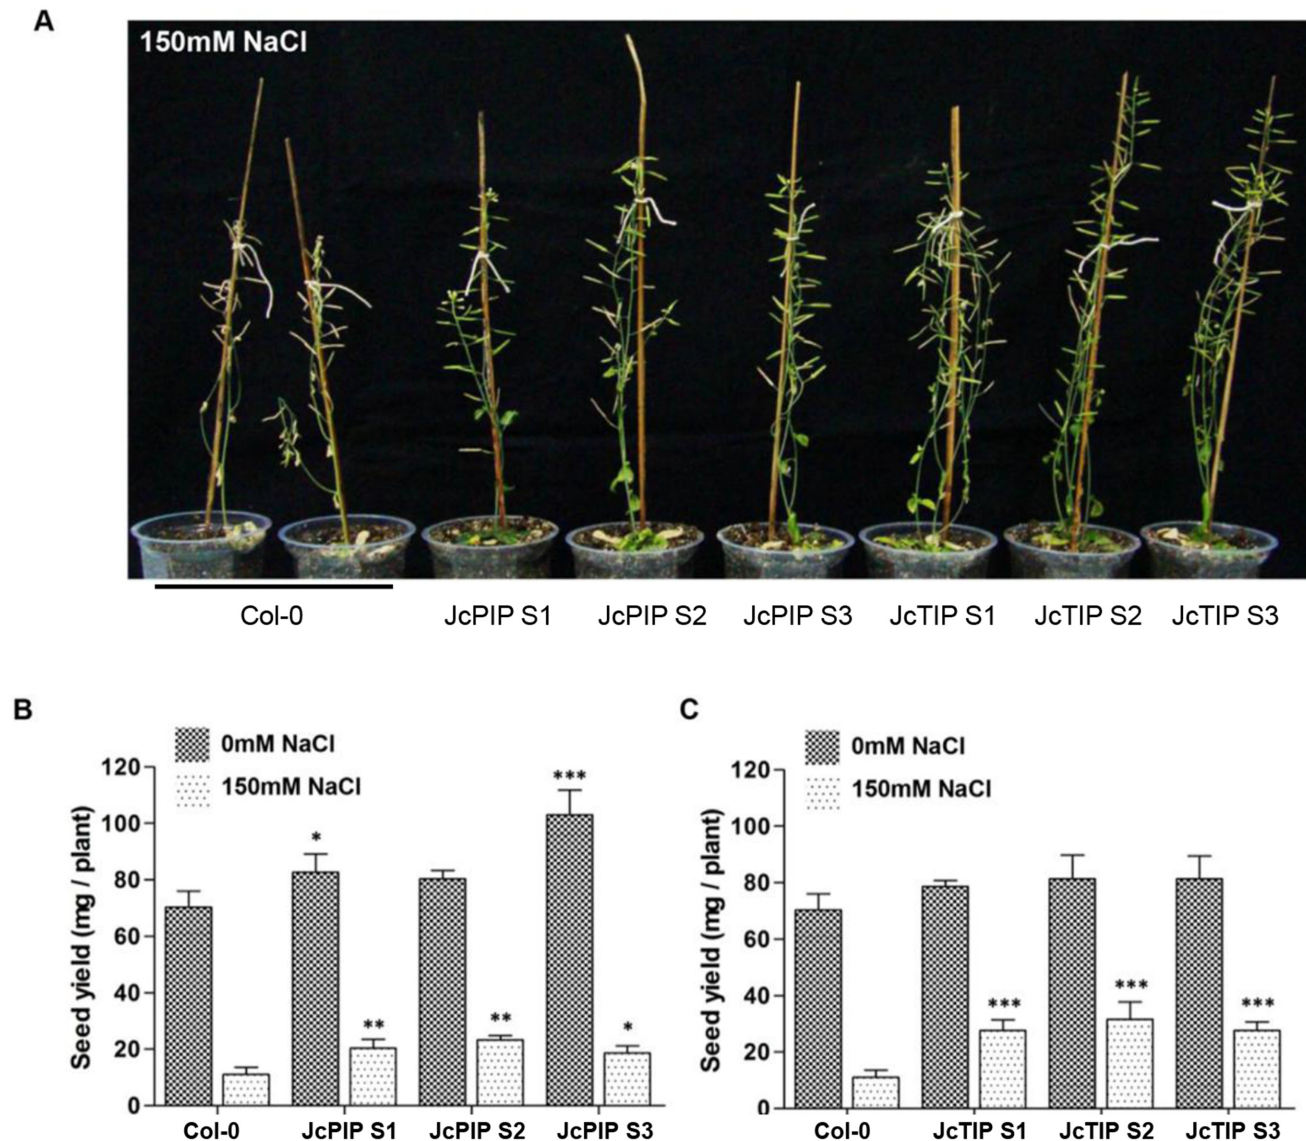 A
150mM NaCl
Col-0 JcPIP S1 JcPIP S2 JcPIP S3 JcTIP S1 JcTIP S2 JcTIP S3
B
0mM NaCl
150mM NaCl
Seed yield (mg / plant)
120
100
80
60
40
20
0
*
**
**
***
*
Col-0 JcPIP S1 JcPIP S2 JcPIP S3
C
0mM NaCl
150mM NaCl
Seed yield (mg / plant)
120
100
80
60
40
20
0
***
***
***
Col-0 JcTIP S1 JcTIP S2 JcTIP S3